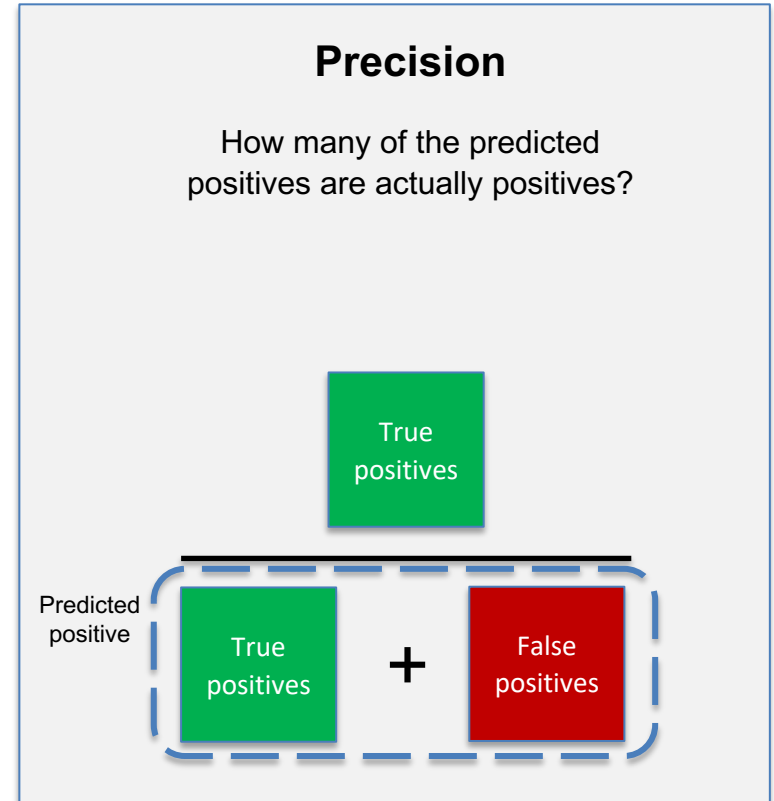 Precision
How many of the predicted
positives are actually positives?
True
positives
Predicted
positive
True
positives
+
False
positives